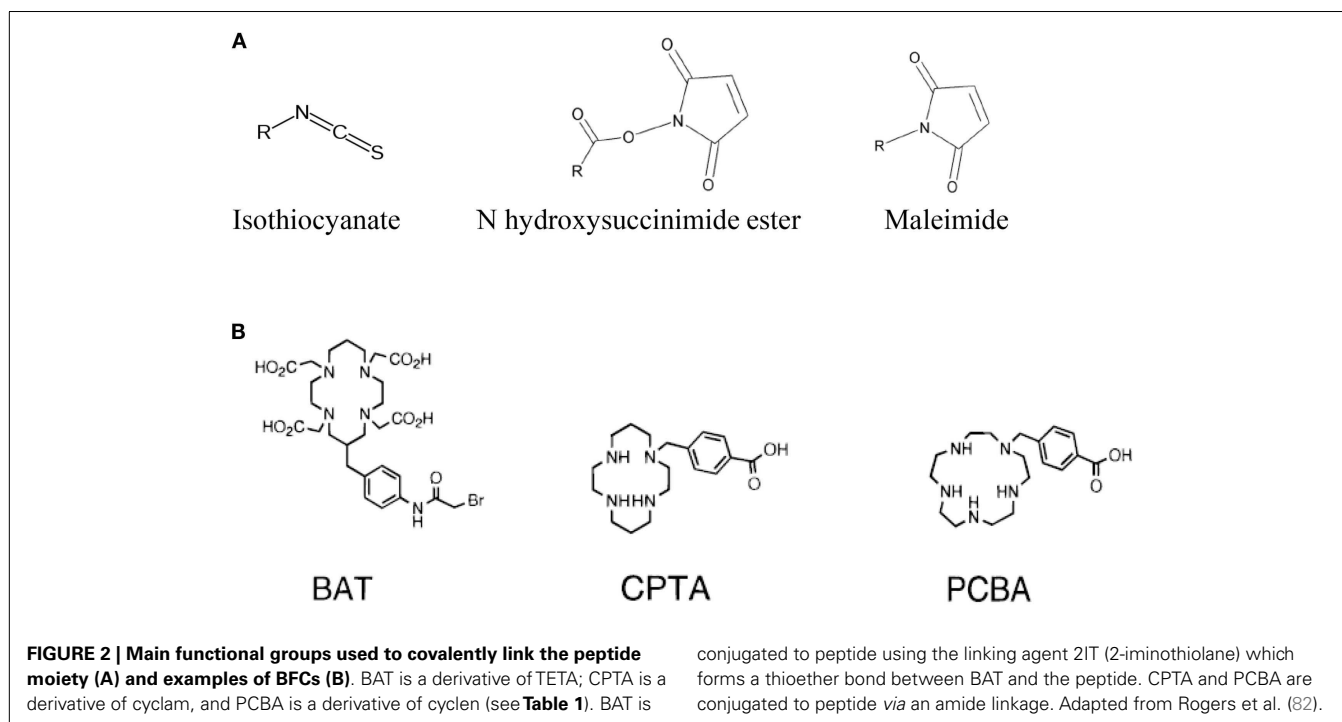 A
R
N
C
S
O
O
R
O
N
O
O
R
N
O
O
Isothiocyanate
N hydroxysuccinimide ester
Maleimide
B
HO₂C
CO₂H
N
N
N
N
HO₂C
CO₂H
O
Br
N
H
NH
N
NHHN
OH
O
NH
N
NH
HN
H
N
OH
O
BAT
CPTA
PCBA
FIGURE 2 | Main functional groups used to covalently link the peptide
moiety (A) and examples of BFCs (B). BAT is a derivative of TETA; CPTA is a
derivative of cyclam, and PCBA is a derivative of cyclen (see Table 1). BAT is
conjugated to peptide using the linking agent 2IT (2-iminothiolane) which
forms a thioether bond between BAT and the peptide. CPTA and PCBA are
conjugated to peptide via an amide linkage. Adapted from Rogers et al. (82).